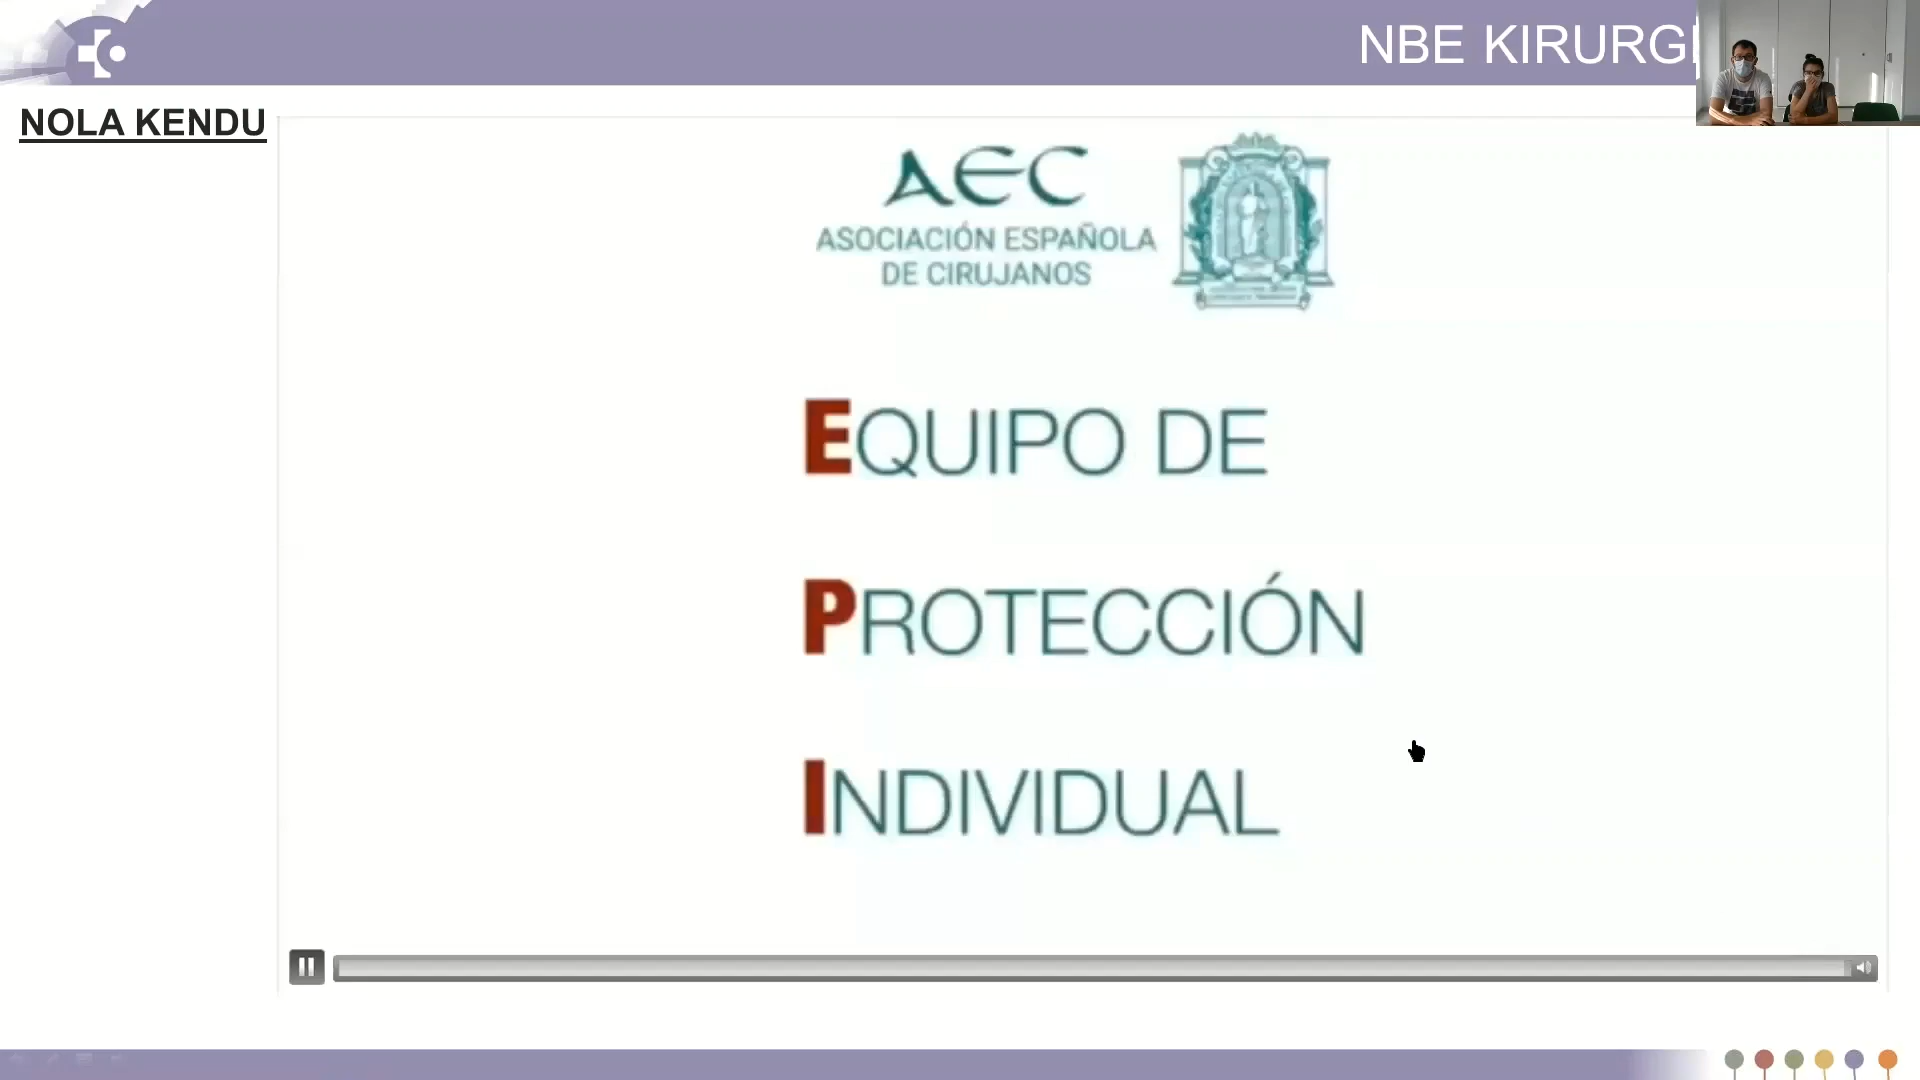 NBE KIRURGI
NOLA KENDU
AEC
ASOCIACIÓN ESPAÑOLA
DE CIRUJANOS
EQUIPO DE
PROTECCIÓN
INDIVIDUAL